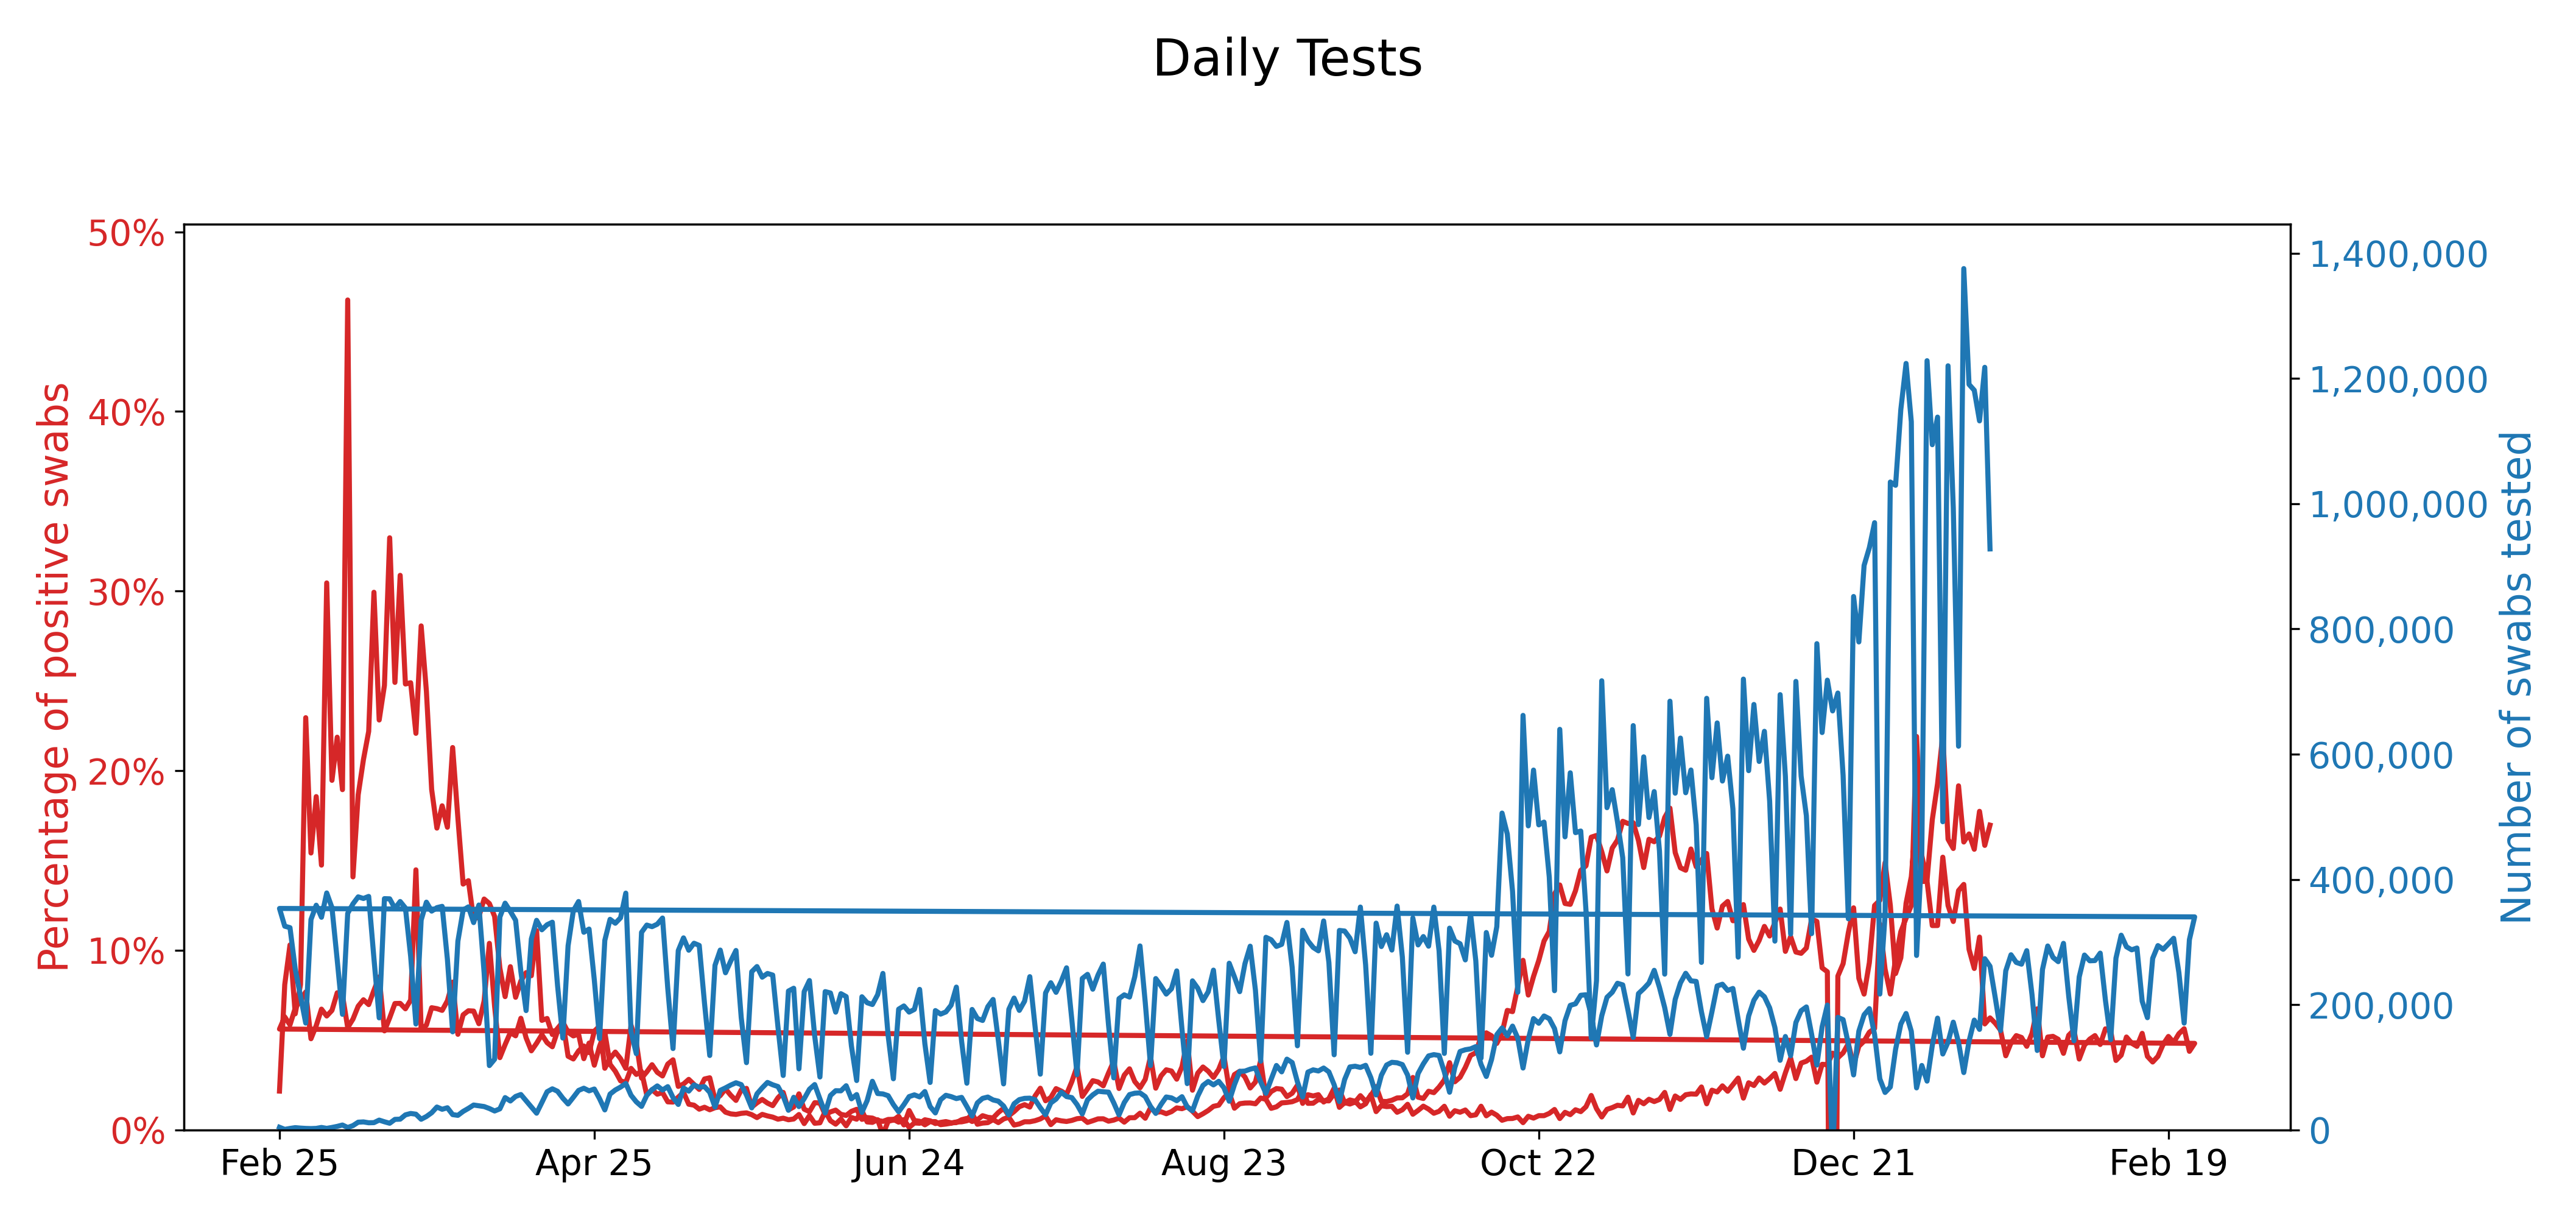 Daily Tests
Percentage of positive swabs
50%
40%
30%
20%
10%
0%
1,400,000
1,200,000
1,000,000
800,000
600,000
400,000
200,000
0
Number of swabs tested
Feb 25
Apr 25
Jun 24
Aug 23
Oct 22
Dec 21
Feb 19